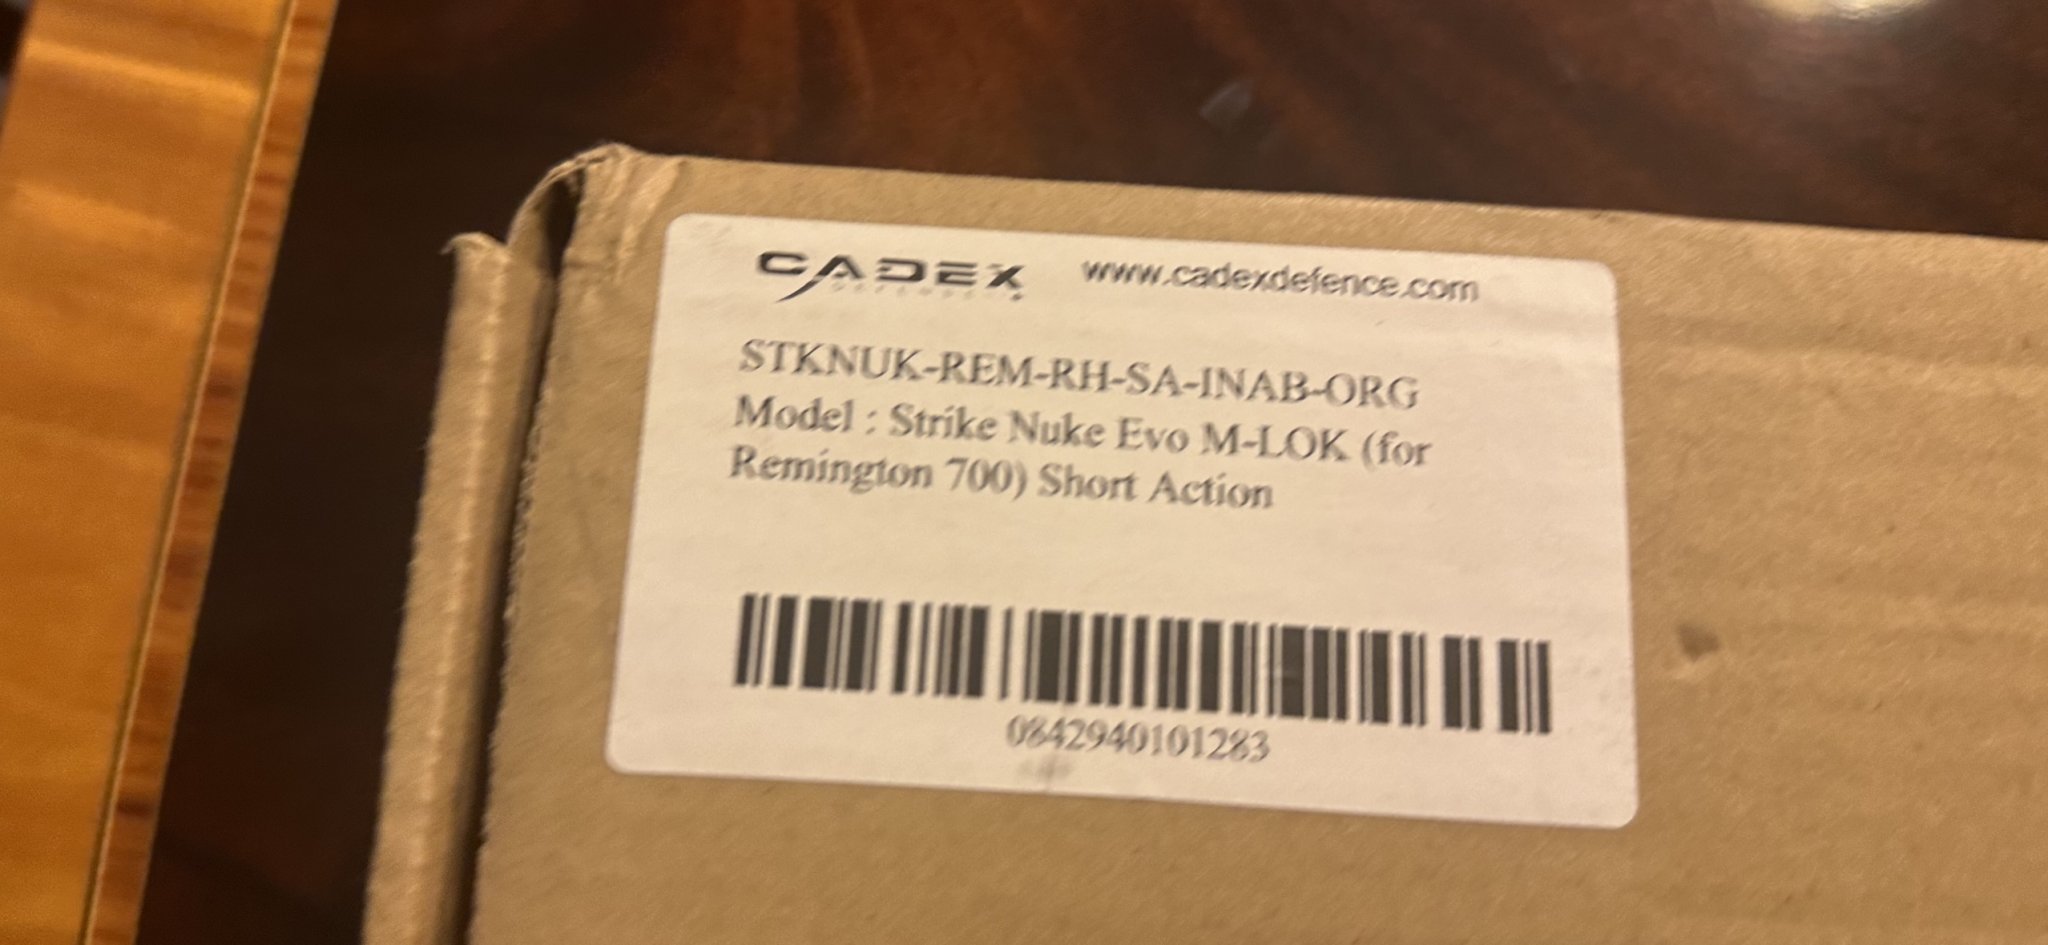 CADEX www.cadexdefence.com
DEFENCE
STKNUK-REM-RH-SA-INAB-ORG
Model : Strike Nuke Evo M-LOK (for
Remington 700) Short Action
0842940101283